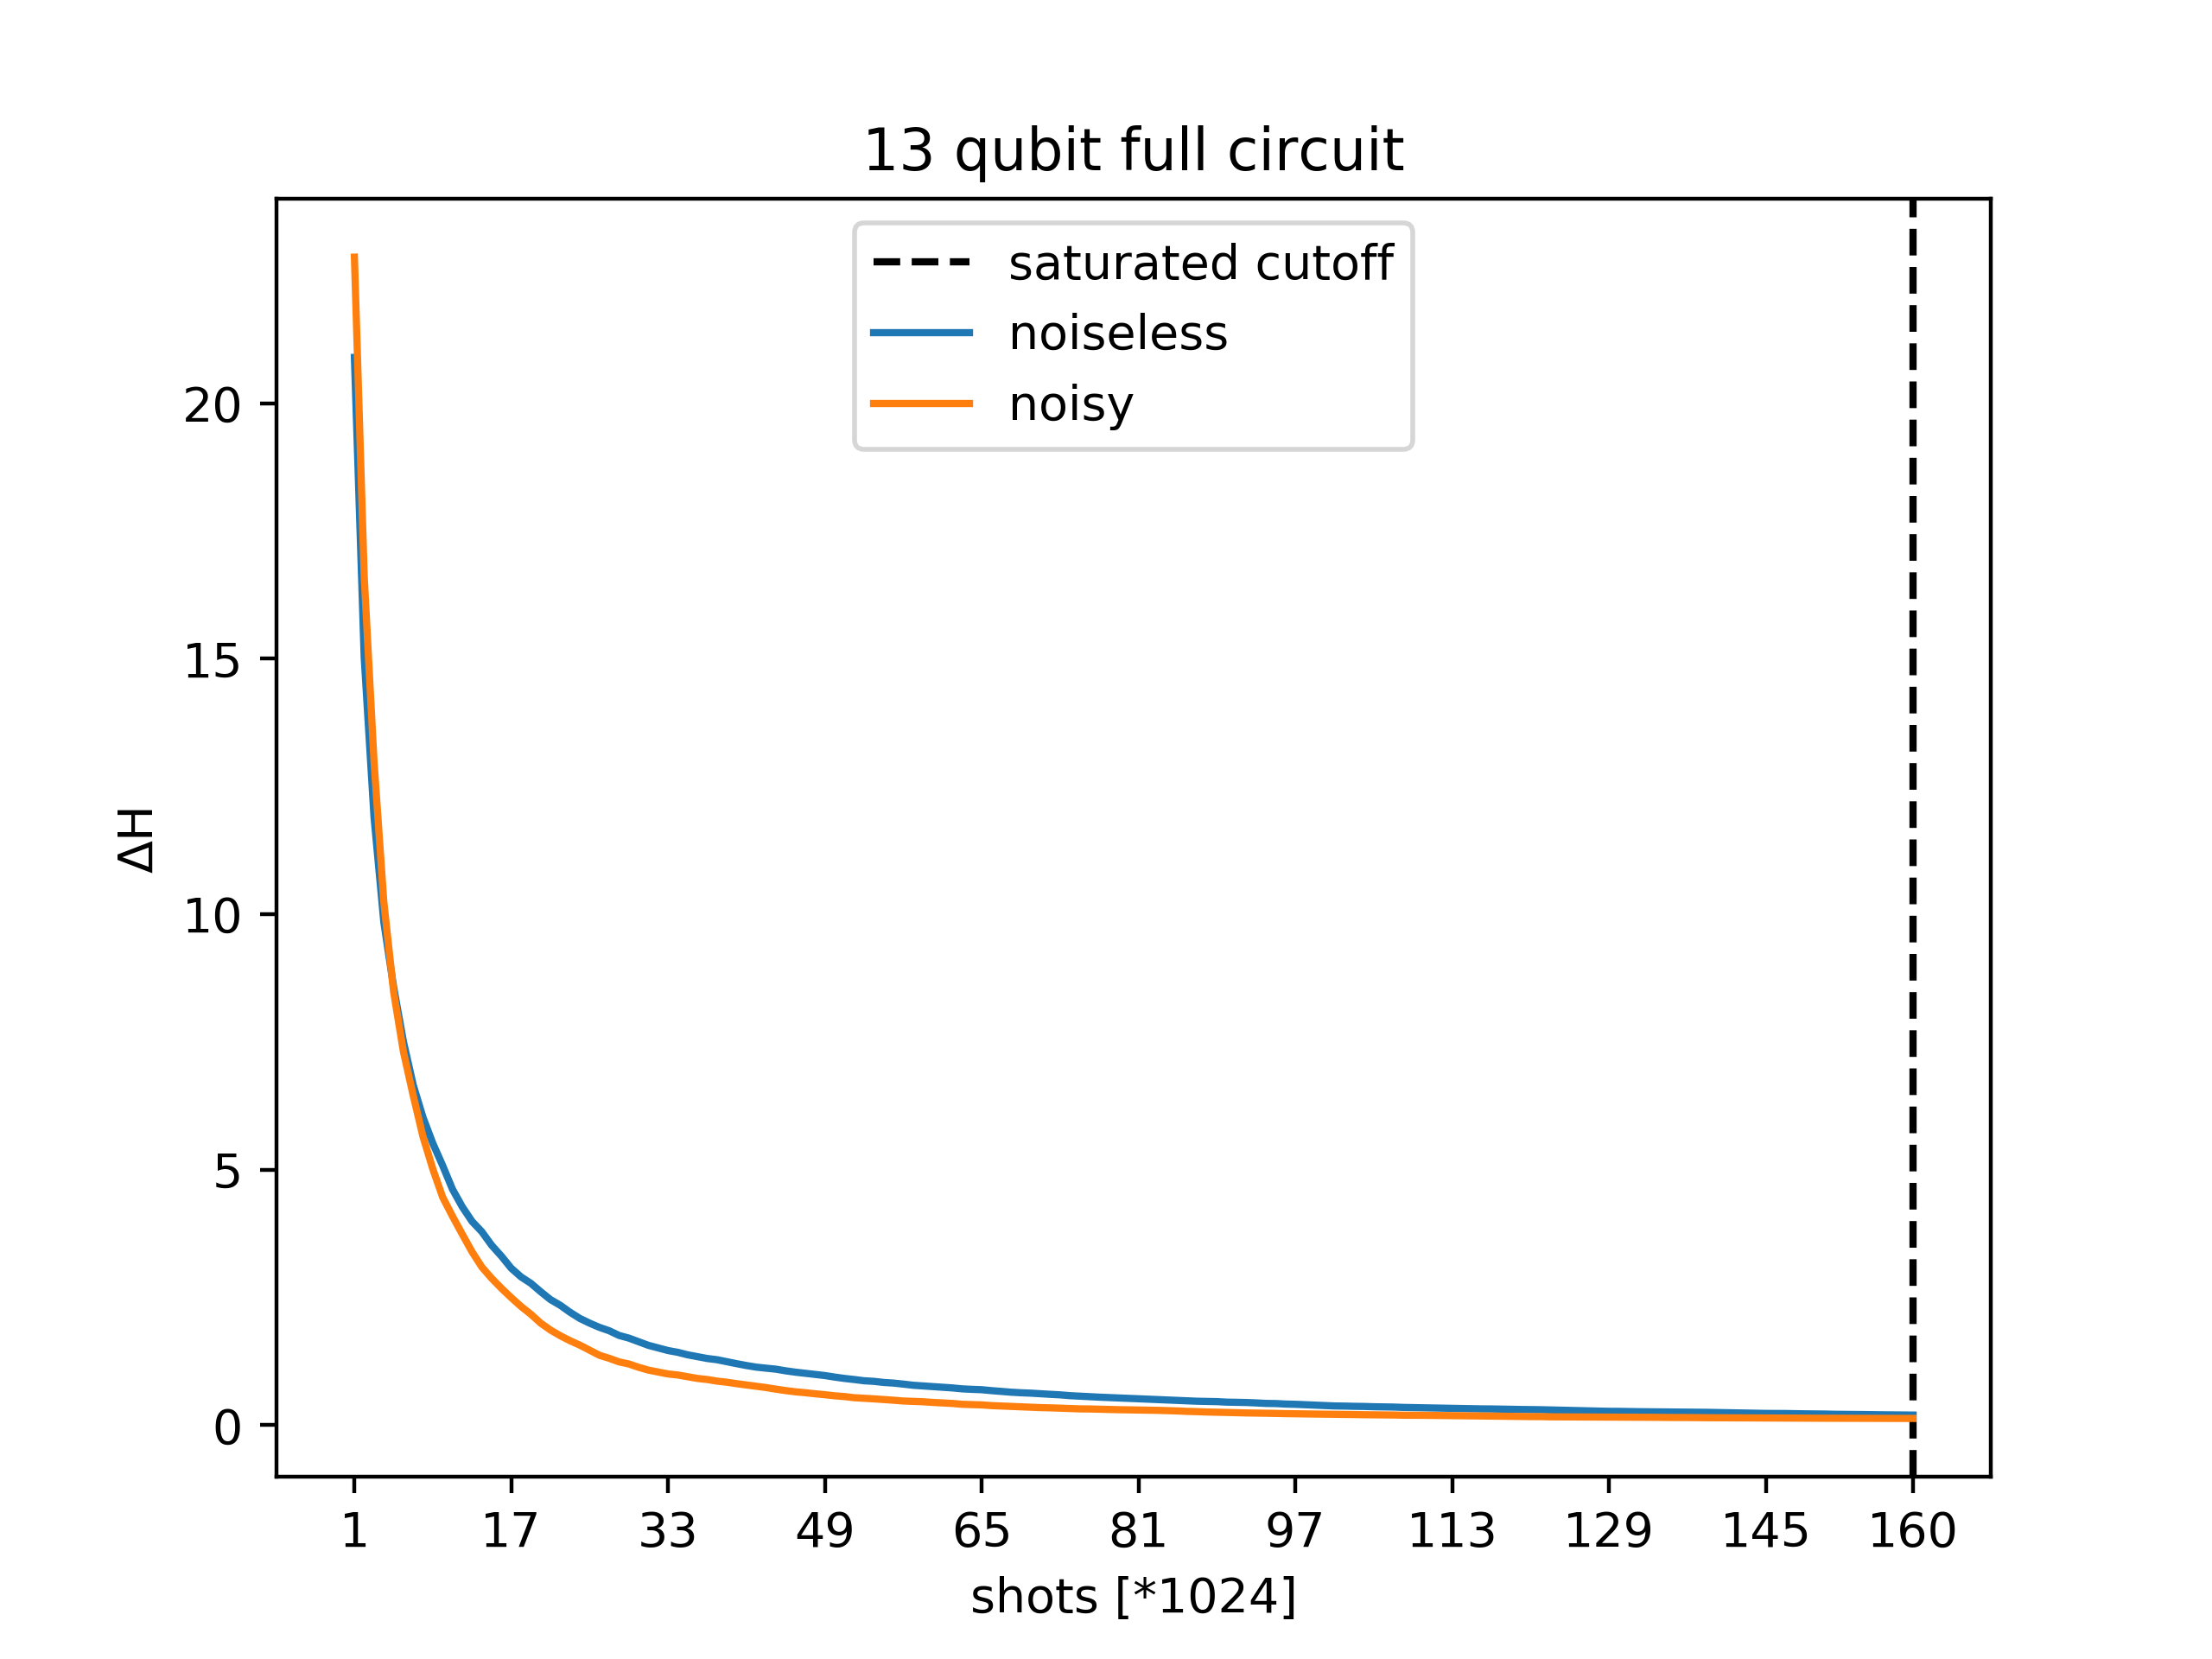 13 qubit full circuit
saturated cutoff
noiseless
noisy
20
15
10
5
0
ΔH
1 17 33 49 65 81 97 113 129 145 160
shots [*1024]